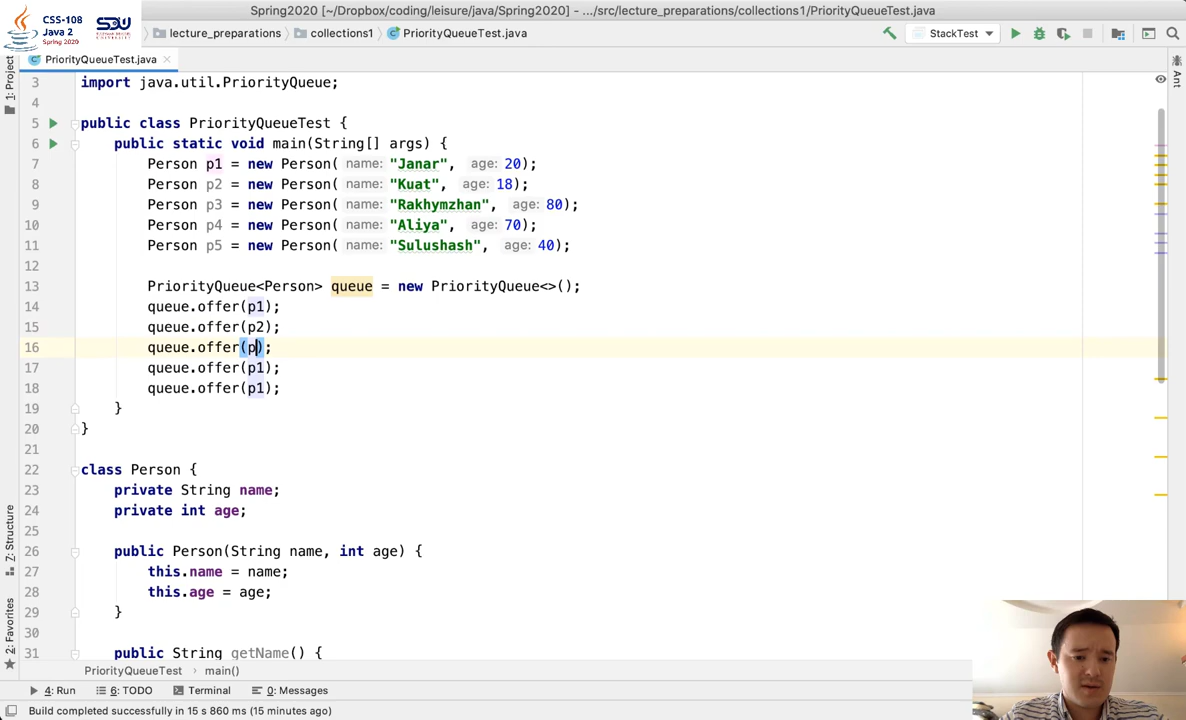 Spring2020 [~/Dropbox/coding/leisure/java/Spring2020] - .../src/lecture_preparations/collections1/PriorityQueueTest.java
CSS-108
Java 2
Spring 2020
SDU
lecture_preparations
collections1
PriorityQueueTest.java
StackTest
PriorityQueueTest.java
1: Project
Ant
3 import java.util.PriorityQueue;
4
5 public class PriorityQueueTest {
6 public static void main(String[] args) {
7 Person p1 = new Person( name: "Janar", age: 20);
8 Person p2 = new Person( name: "Kuat", age: 18);
9 Person p3 = new Person( name: "Rakhymzhan", age: 80);
10 Person p4 = new Person( name: "Aliya", age: 70);
11 Person p5 = new Person( name: "Sulushash", age: 40);
12
13 PriorityQueue<Person> queue = new PriorityQueue<>();
14 queue.offer(p1);
15 queue.offer(p2);
16 queue.offer(p);
17 queue.offer(p1);
18 queue.offer(p1);
19 }
20 }
21
22 class Person {
23 private String name;
24 private int age;
25
26 public Person(String name, int age) {
27 this.name = name;
28 this.age = age;
29 }
30
31 public String getName() {
7: Structure
2: Favorites
PriorityQueueTest › main()
4: Run
6: TODO
Terminal
0: Messages
Build completed successfully in 15 s 860 ms (15 minutes ago)